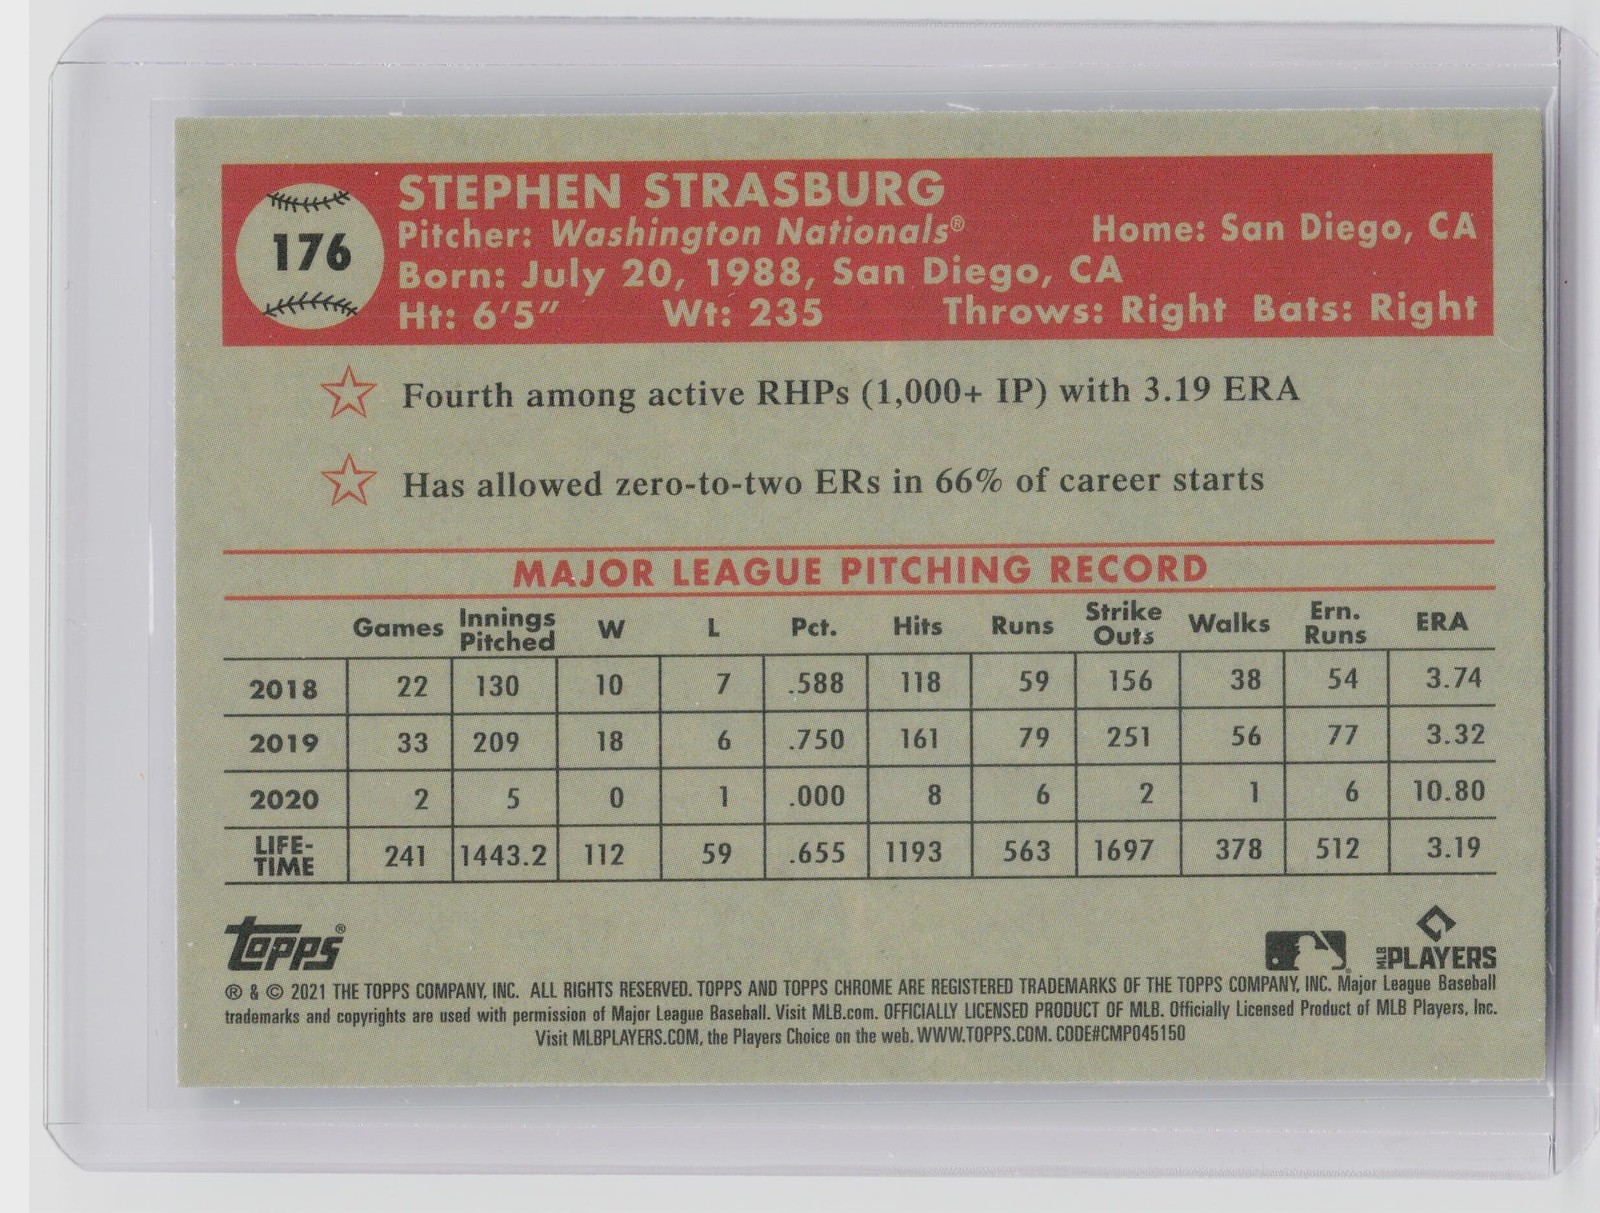 176
STEPHEN STRASBURG
Pitcher: Washington Nationals®
Home: San Diego, CA
Born: July 20, 1988, San Diego, CA
Ht: 6'5" Wt: 235 Throws: Right Bats: Right
Fourth among active RHPs (1,000+ IP) with 3.19 ERA
Has allowed zero-to-two ERs in 66% of career starts
MAJOR LEAGUE PITCHING RECORD
Games Innings Pitched W L Pct. Hits Runs Strike Outs Walks Ern. Runs ERA
2018 22 130 10 7 .588 118 59 156 38 54 3.74
2019 33 209 18 6 .750 161 79 251 56 77 3.32
2020 2 5 0 1 .000 8 6 2 1 6 10.80
LIFE-TIME 241 1443.2 112 59 .655 1193 563 1697 378 512 3.19
Topps®
MLB PLAYERS
® & © 2021 THE TOPPS COMPANY, INC. ALL RIGHTS RESERVED. TOPPS AND TOPPS CHROME ARE REGISTERED TRADEMARKS OF THE TOPPS COMPANY, INC. Major League Baseball
trademarks and copyrights are used with permission of Major League Baseball. Visit MLB.com. OFFICIALLY LICENSED PRODUCT OF MLB. Officially Licensed Product of MLB Players, Inc.
Visit MLBPLAYERS.COM, the Players Choice on the web. WWW.TOPPS.COM. CODE#CMP045150